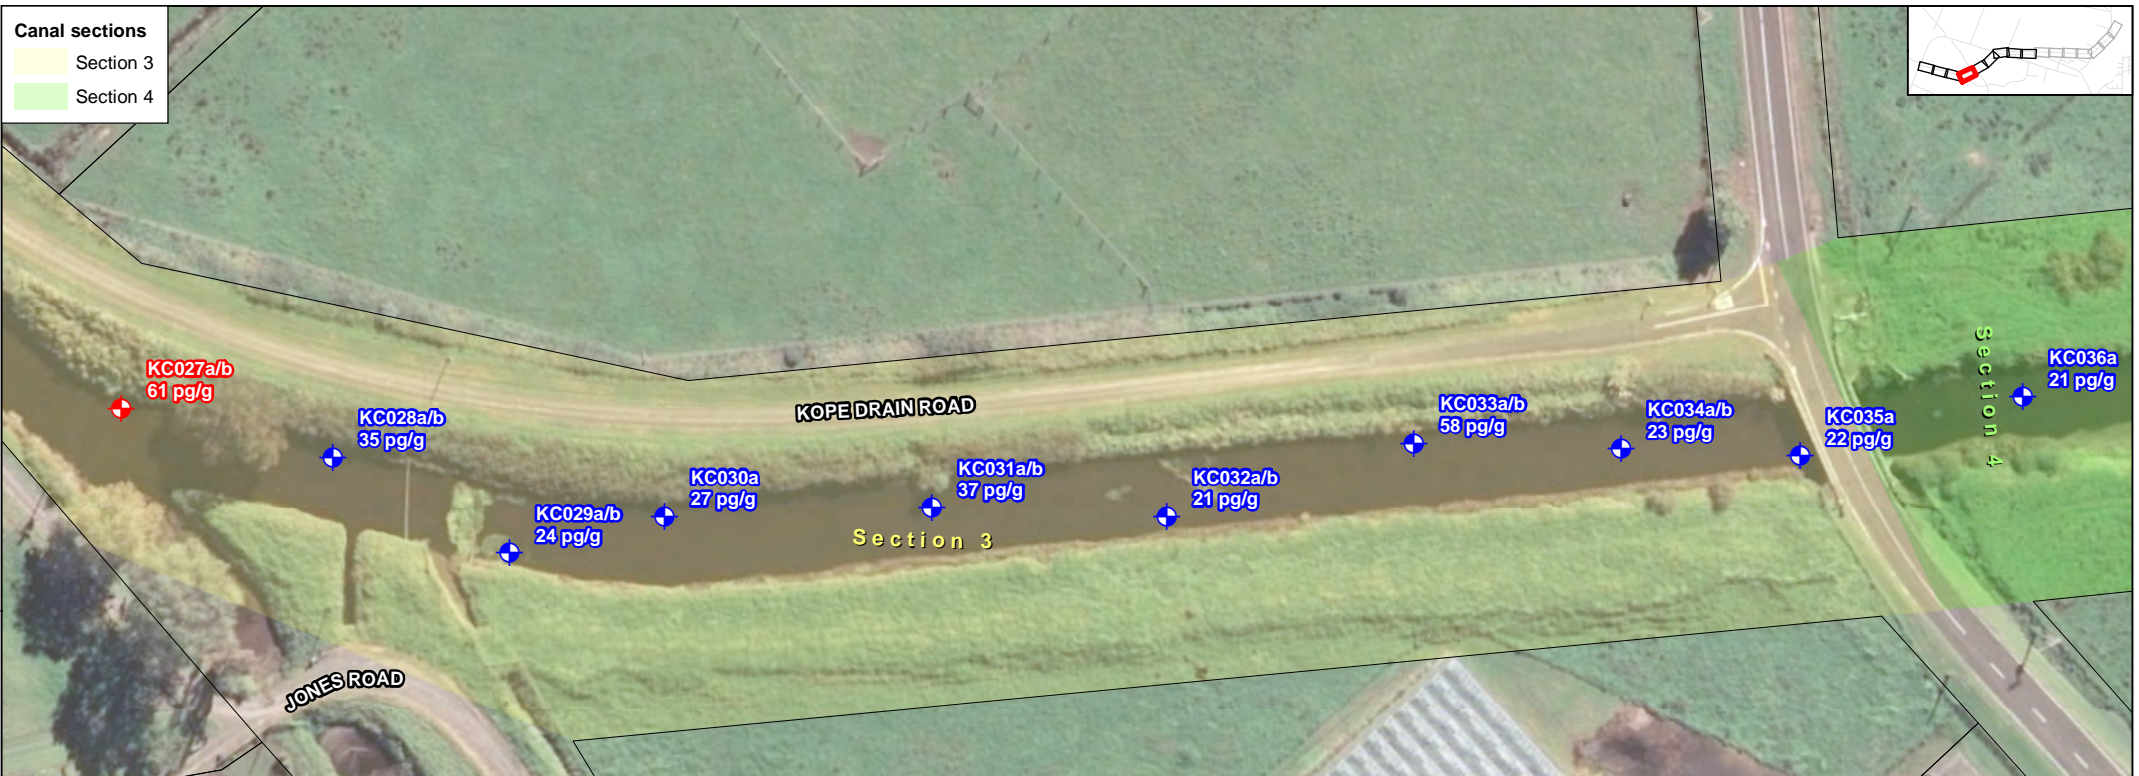 Canal sections
Section 3
Section 4
KC027a/b
61 pg/g
KC028a/b
35 pg/g
KC029a/b
24 pg/g
KC030a
27 pg/g
KC031a/b
37 pg/g
KC032a/b
21 pg/g
KC033a/b
58 pg/g
KC034a/b
23 pg/g
KC035a
22 pg/g
KC036a
21 pg/g
KOPE DRAIN ROAD
Section 3
Section 4
JONES ROAD